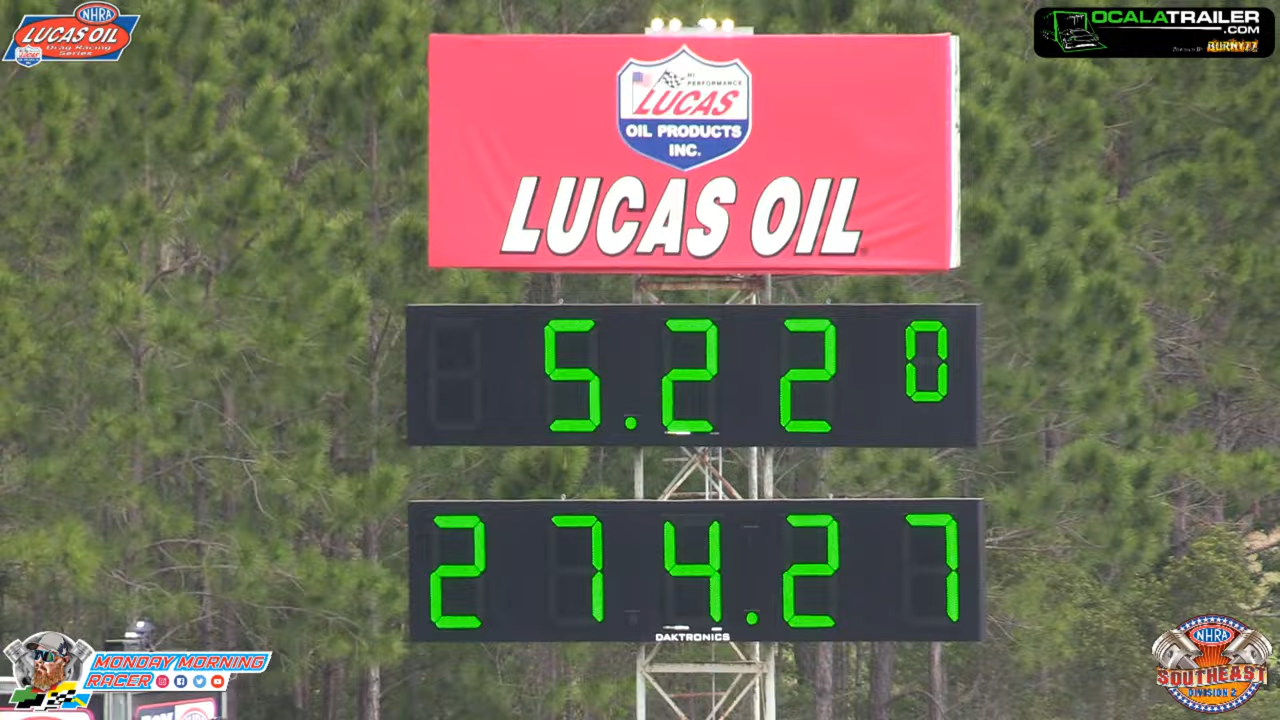 NHRA
LUCAS OIL
Drag Racing
Series
OCALATRAILER
.COM
BURNYZZ
HI
PERFORMANCE
LUCAS
OIL PRODUCTS
INC.
LUCAS OIL
5.220
274.27
DAKTRONICS
MONDAY MORNING
RACER
NHRA
SOUTHEAST
DIVISION 2